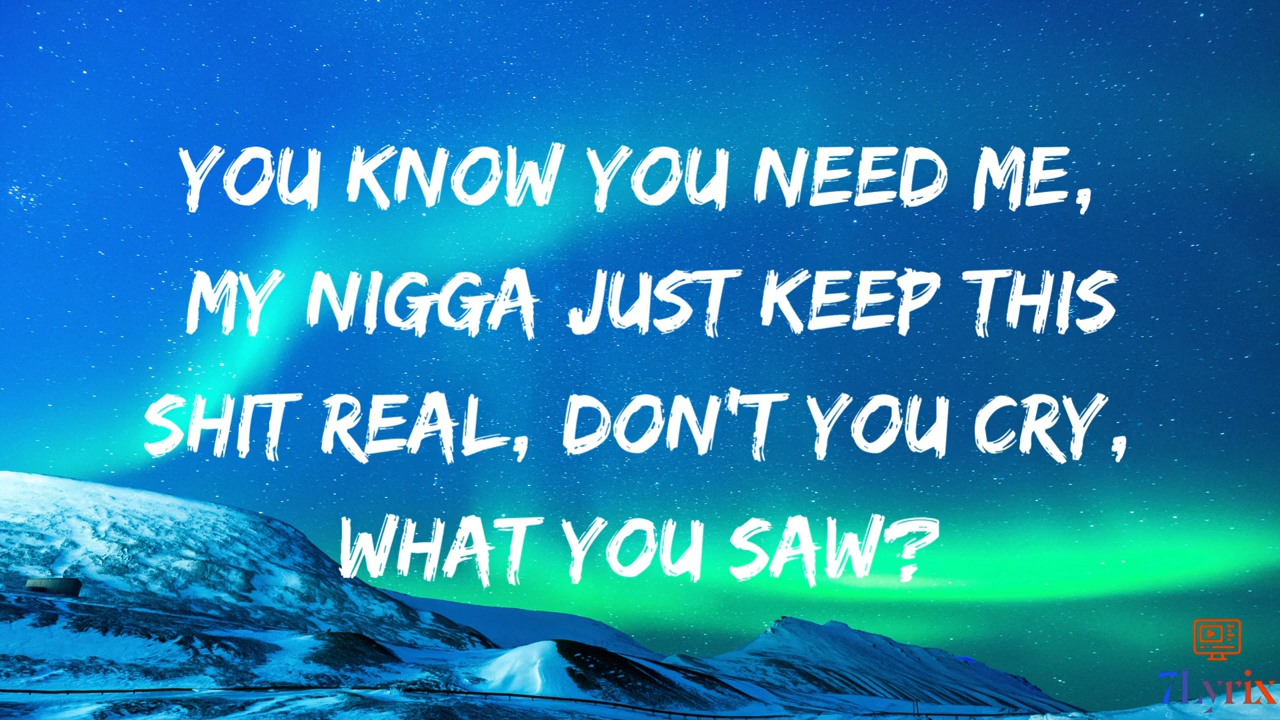 YOU KNOW YOU NEED ME,
MY NIGGA JUST KEEP THIS
SHIT REAL, DON'T YOU CRY,
WHAT YOU SAW?
7Lyrix